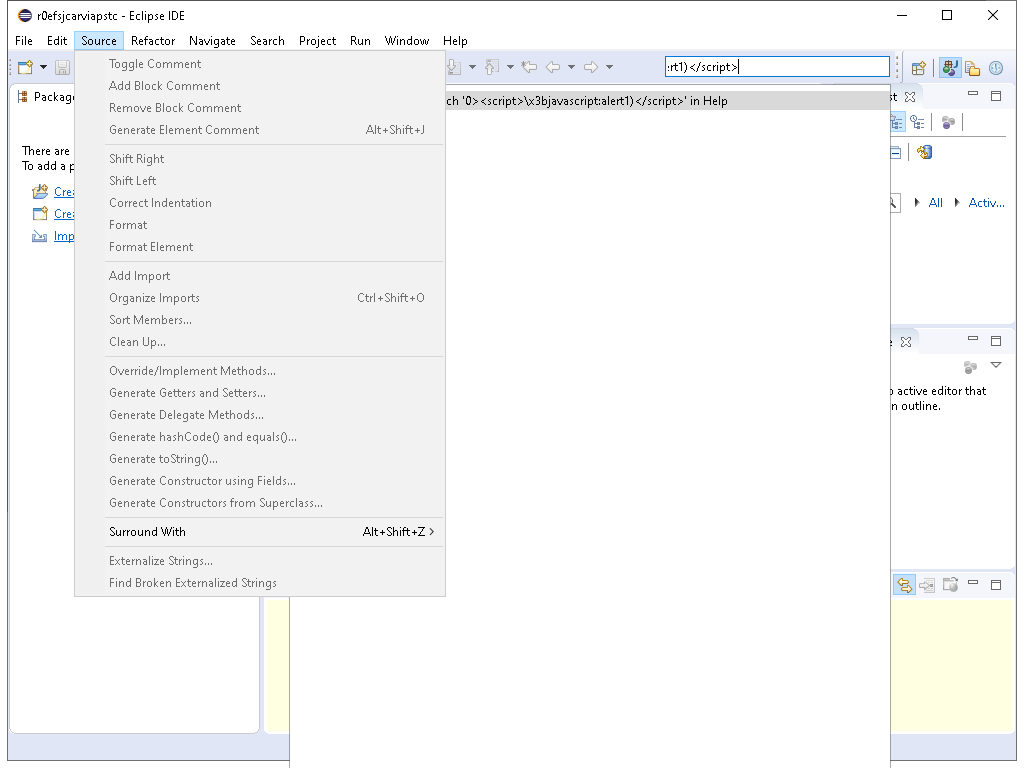 r0efsjcarviapstc - Eclipse IDE
File Edit Source Refactor Navigate Search Project Run Window Help
Toggle Comment
Add Block Comment
Remove Block Comment
Generate Element Comment Alt+Shift+J
Shift Right
Shift Left
Correct Indentation
Format
Format Element
Add Import
Organize Imports Ctrl+Shift+O
Sort Members...
Clean Up...
Override/Implement Methods...
Generate Getters and Setters...
Generate Delegate Methods...
Generate hashCode() and equals()...
Generate toString()...
Generate Constructor using Fields...
Generate Constructors from Superclass...
Surround With Alt+Shift+Z
Externalize Strings...
Find Broken Externalized Strings
:rt1)</script>
ch '0><script>\x3bjavascript:alert1)</script>' in Help
Packag
There are
To add a p
Crea
Crea
Imp
st
All Activ...
active editor that
n outline.